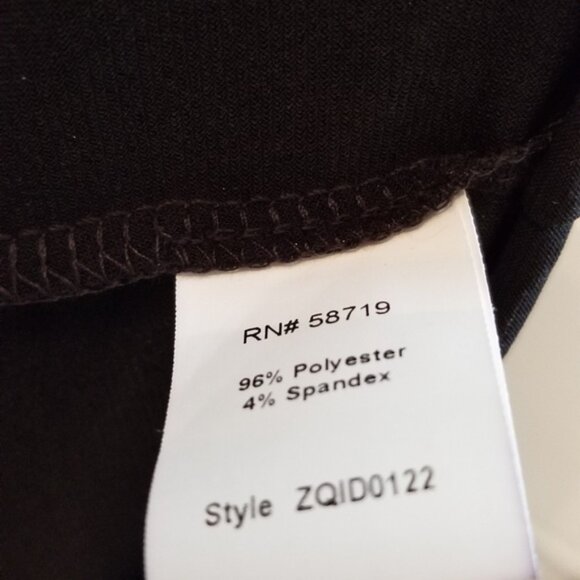 RN# 58719
96% Polyester
4% Spandex
Style ZQID0122